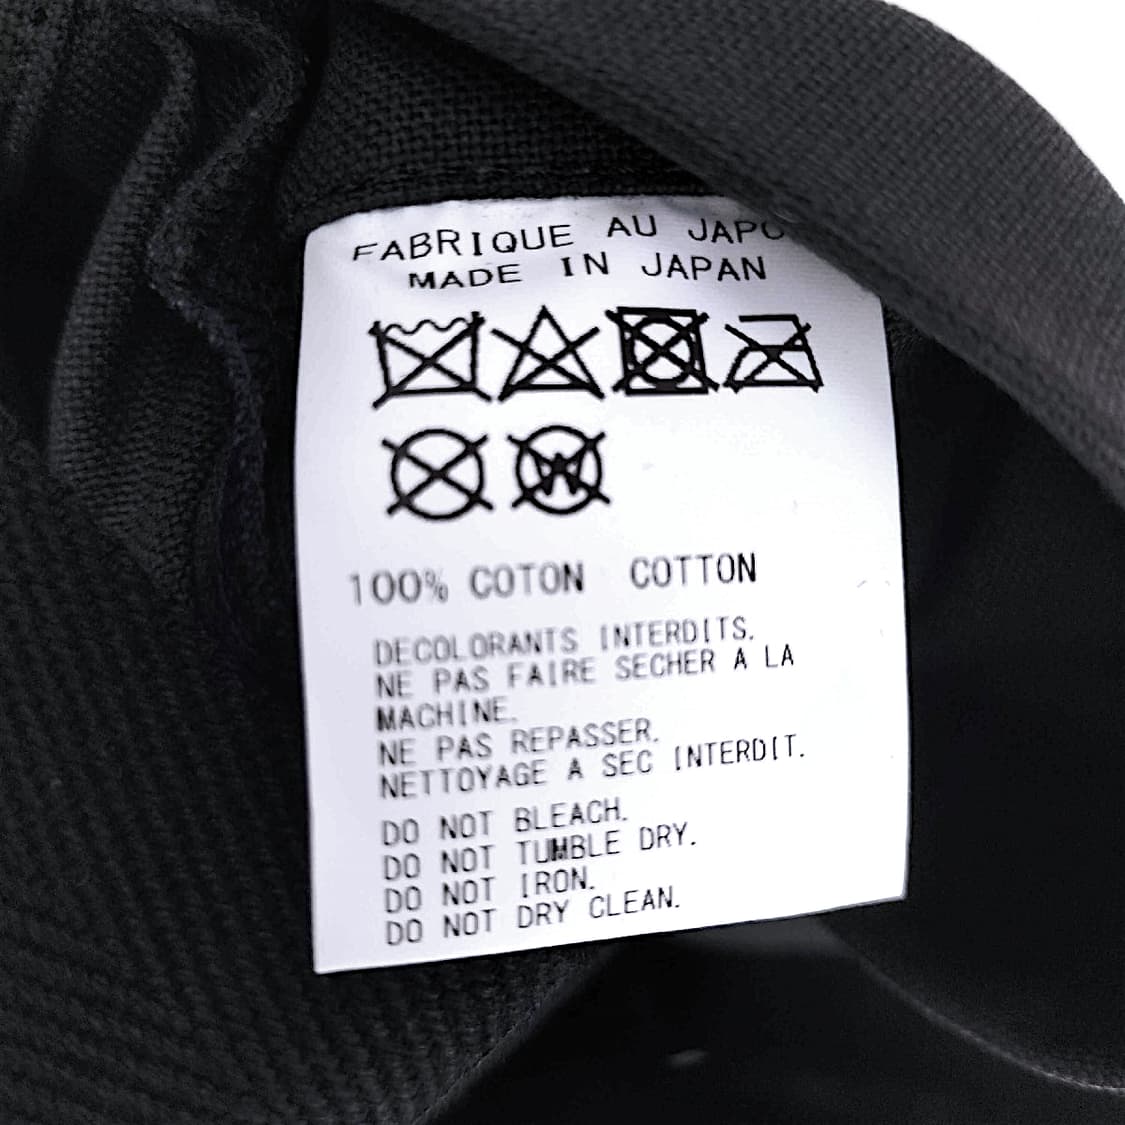 FABRIQUE AU JAPO
MADE IN JAPAN
W
100% COTON COTTON
DECOLORANTS INTERDITS.
NE PAS FAIRE SECHER A LA
MACHINE.
NE PAS REPASSER.
NETTOYAGE A SEC INTERDIT.
DO NOT BLEACH.
DO NOT TUMBLE DRY.
DO NOT IRON.
DO NOT DRY CLEAN.